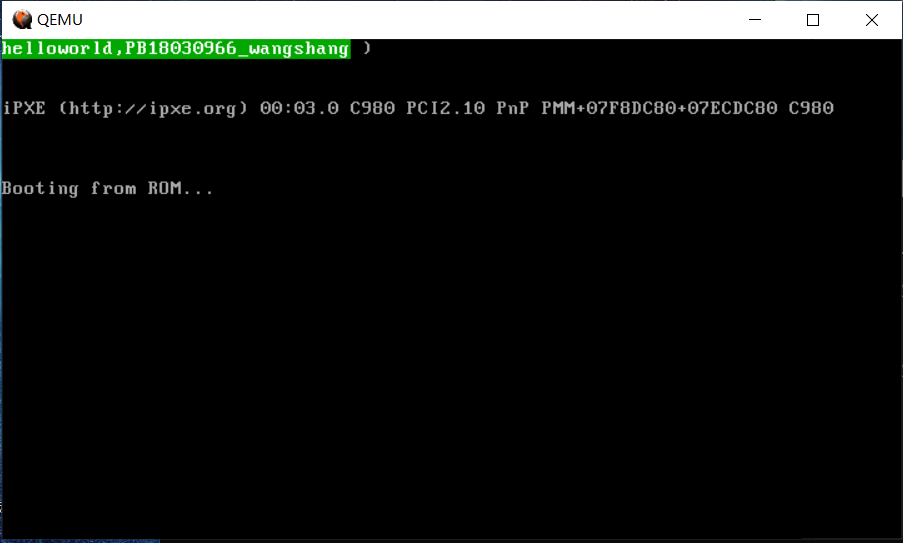 QEMU
helloworld,PB18030966_wangshang )
iPXE (http://ipxe.org) 00:03.0 C980 PCI2.10 PnP PMM+07F8DC80+07ECDC80 C980
Booting from ROM...